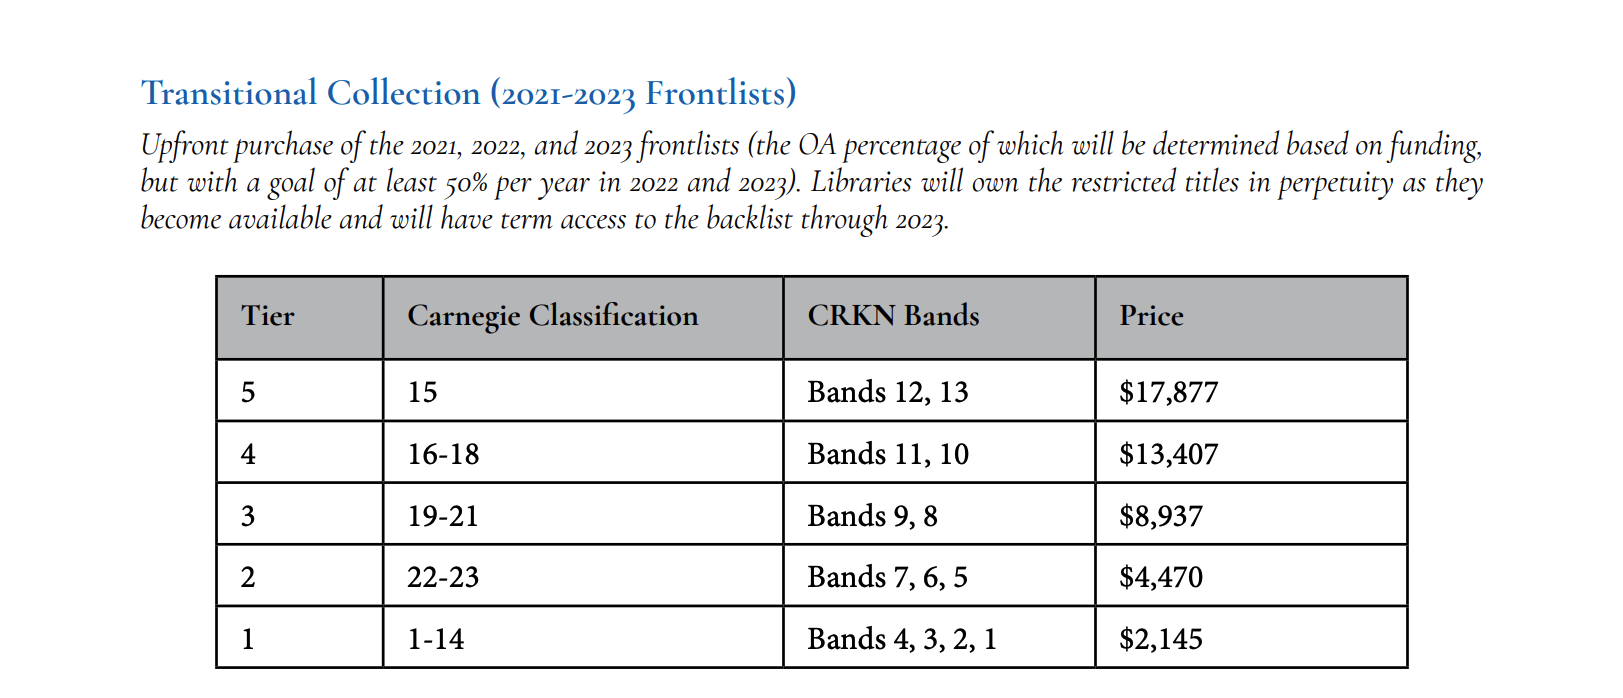 Transitional Collection (2021-2023 Frontlists)
Upfront purchase of the 2021, 2022, and 2023 frontlists (the OA percentage of which will be determined based on funding,
but with a goal of at least 50% per year in 2022 and 2023). Libraries will own the restricted titles in perpetuity as they
become available and will have term access to the backlist through 2023.
Tier Carnegie Classification CRKN Bands Price
5 15 Bands 12, 13 $17,877
4 16-18 Bands 11, 10 $13,407
3 19-21 Bands 9, 8 $8,937
2 22-23 Bands 7, 6, 5 $4,470
1 1-14 Bands 4, 3, 2, 1 $2,145